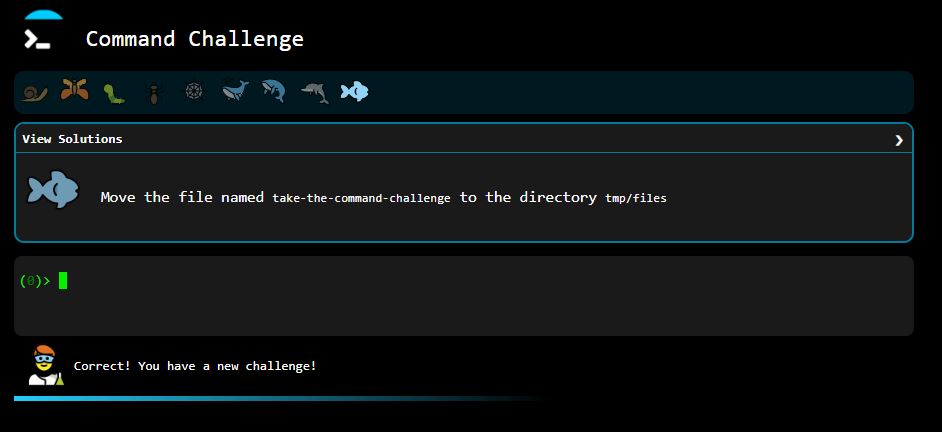 Command Challenge
View Solutions
Move the file named take-the-command-challenge to the directory tmp/files
(0)>
Correct! You have a new challenge!